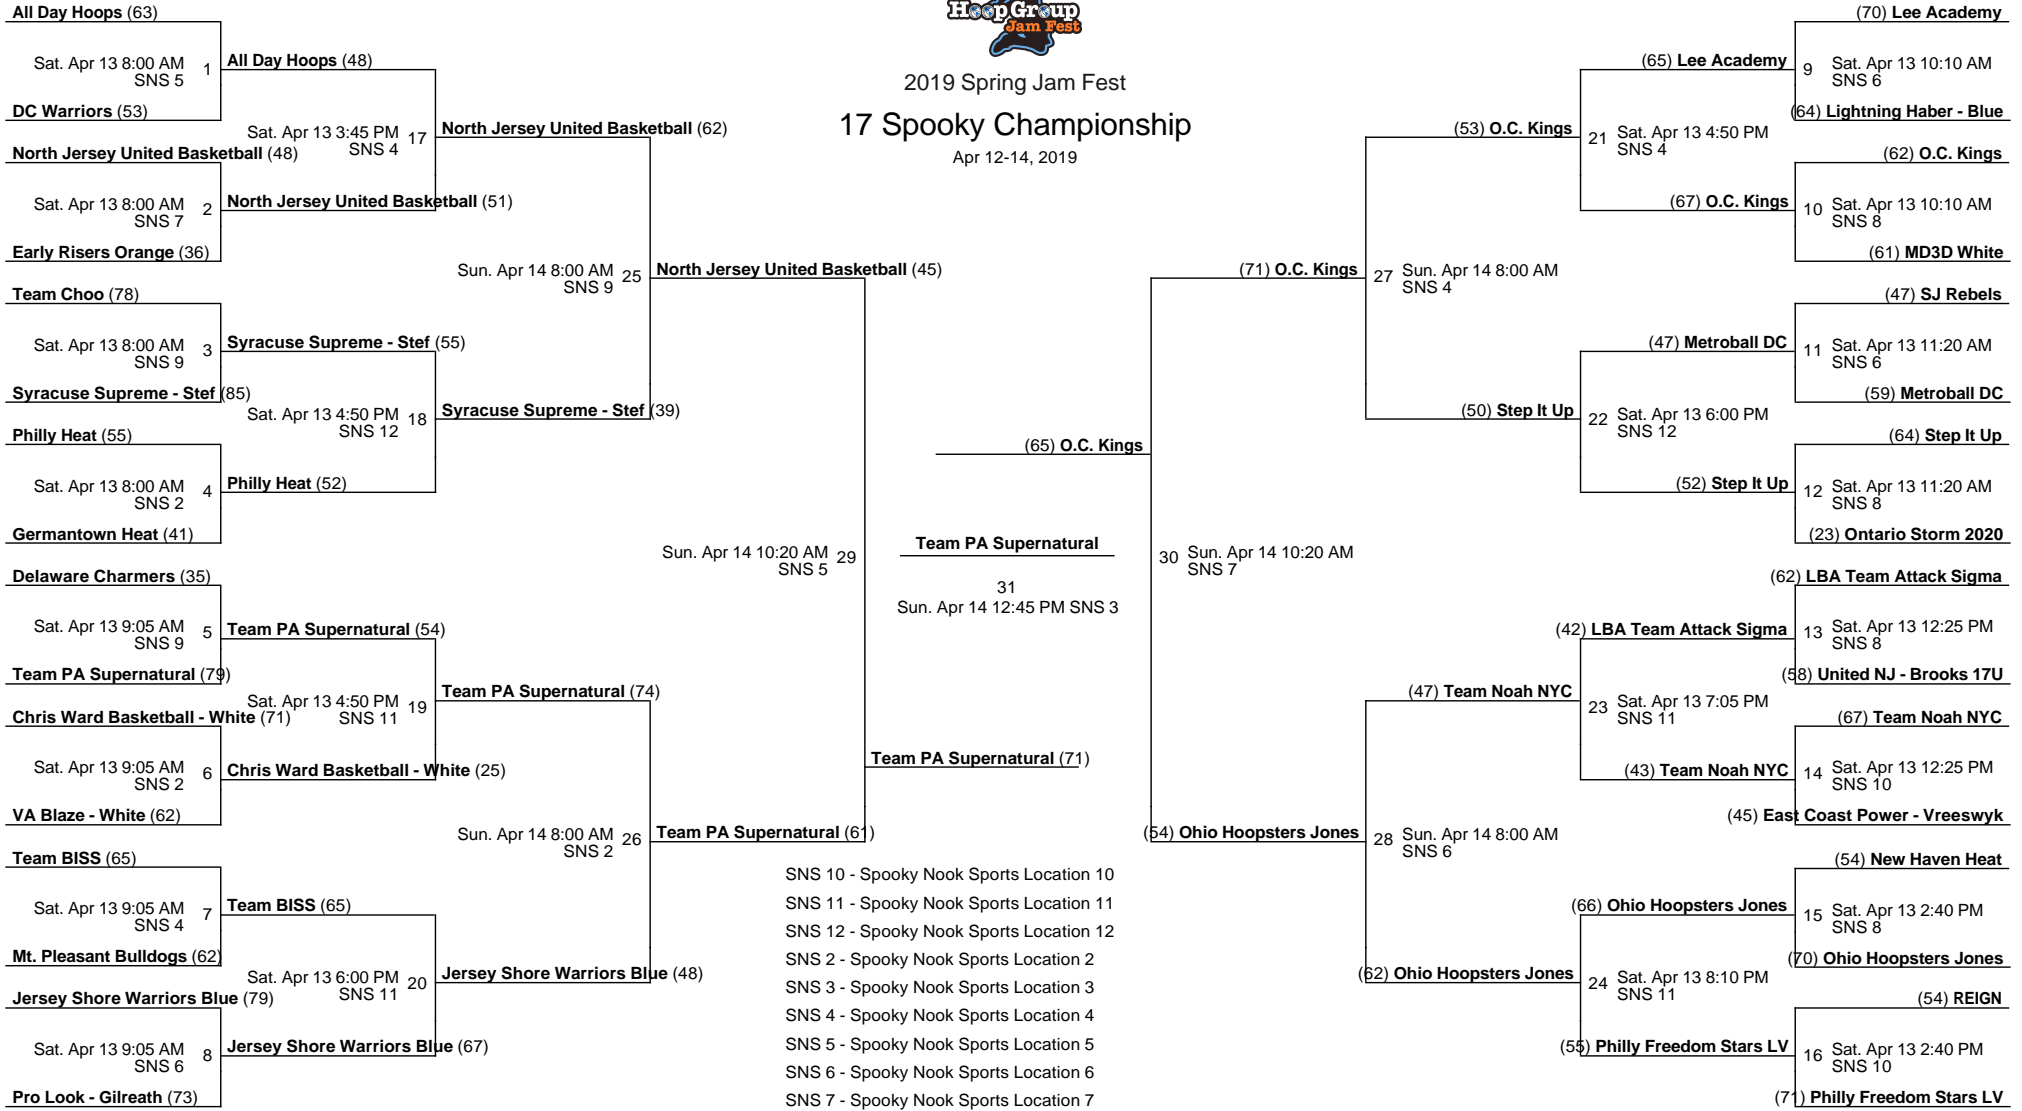 HoopGroup
Jam Fest
2019 Spring Jam Fest
17 Spooky Championship
Apr 12-14, 2019
All Day Hoops (63)
Sat. Apr 13 8:00 AM 1
SNS 5
DC Warriors (53)
North Jersey United Basketball (48)
Sat. Apr 13 8:00 AM 2
SNS 7
Early Risers Orange (36)
Team Choo (78)
Sat. Apr 13 8:00 AM 3
SNS 9
Syracuse Supreme - Stef (85)
Philly Heat (55)
Sat. Apr 13 8:00 AM 4
SNS 2
Germantown Heat (41)
Delaware Charmers (35)
Sat. Apr 13 9:05 AM 5
SNS 9
Team PA Supernatural (79)
Chris Ward Basketball - White (71)
Sat. Apr 13 9:05 AM 6
SNS 2
VA Blaze - White (62)
Team BISS (65)
Sat. Apr 13 9:05 AM 7
SNS 4
Mt. Pleasant Bulldogs (62)
Jersey Shore Warriors Blue (79)
Sat. Apr 13 9:05 AM 8
SNS 6
Pro Look - Gilreath (73)
All Day Hoops (48)
Sat. Apr 13 3:45 PM 17
SNS 4
North Jersey United Basketball (51)
Syracuse Supreme - Stef (55)
Sat. Apr 13 4:50 PM 18
SNS 12
Philly Heat (52)
Team PA Supernatural (54)
Sat. Apr 13 4:50 PM 19
SNS 11
Chris Ward Basketball - White (25)
Team BISS (65)
Sat. Apr 13 6:00 PM 20
SNS 11
Jersey Shore Warriors Blue (67)
North Jersey United Basketball (62)
Sun. Apr 14 8:00 AM 25
SNS 9
Syracuse Supreme - Stef (39)
Team PA Supernatural (74)
Sun. Apr 14 8:00 AM 26
SNS 2
Jersey Shore Warriors Blue (48)
North Jersey United Basketball (45)
Sun. Apr 14 10:20 AM 29
SNS 5
Team PA Supernatural (61)
(65) O.C. Kings
Team PA Supernatural
31
Sun. Apr 14 12:45 PM SNS 3
Team PA Supernatural (71)
SNS 10 - Spooky Nook Sports Location 10
SNS 11 - Spooky Nook Sports Location 11
SNS 12 - Spooky Nook Sports Location 12
SNS 2 - Spooky Nook Sports Location 2
SNS 3 - Spooky Nook Sports Location 3
SNS 4 - Spooky Nook Sports Location 4
SNS 5 - Spooky Nook Sports Location 5
SNS 6 - Spooky Nook Sports Location 6
SNS 7 - Spooky Nook Sports Location 7
(71) O.C. Kings
30 Sun. Apr 14 10:20 AM
SNS 7
(54) Ohio Hoopsters Jones
(53) O.C. Kings
27 Sun. Apr 14 8:00 AM
SNS 4
(50) Step It Up
(47) Team Noah NYC
28 Sun. Apr 14 8:00 AM
SNS 6
(62) Ohio Hoopsters Jones
(65) Lee Academy
21 Sat. Apr 13 4:50 PM
SNS 4
(67) O.C. Kings
(47) Metroball DC
22 Sat. Apr 13 6:00 PM
SNS 12
(52) Step It Up
(42) LBA Team Attack Sigma
23 Sat. Apr 13 7:05 PM
SNS 11
(43) Team Noah NYC
(66) Ohio Hoopsters Jones
24 Sat. Apr 13 8:10 PM
SNS 11
(55) Philly Freedom Stars LV
(70) Lee Academy
9 Sat. Apr 13 10:10 AM
SNS 6
(64) Lightning Haber - Blue
(62) O.C. Kings
10 Sat. Apr 13 10:10 AM
SNS 8
(61) MD3D White
(47) SJ Rebels
11 Sat. Apr 13 11:20 AM
SNS 6
(59) Metroball DC
(64) Step It Up
12 Sat. Apr 13 11:20 AM
SNS 8
(23) Ontario Storm 2020
(62) LBA Team Attack Sigma
13 Sat. Apr 13 12:25 PM
SNS 8
(58) United NJ - Brooks 17U
(67) Team Noah NYC
14 Sat. Apr 13 12:25 PM
SNS 10
(45) East Coast Power - Vreeswyk
(54) New Haven Heat
15 Sat. Apr 13 2:40 PM
SNS 8
(70) Ohio Hoopsters Jones
(54) REIGN
16 Sat. Apr 13 2:40 PM
SNS 10
(71) Philly Freedom Stars LV